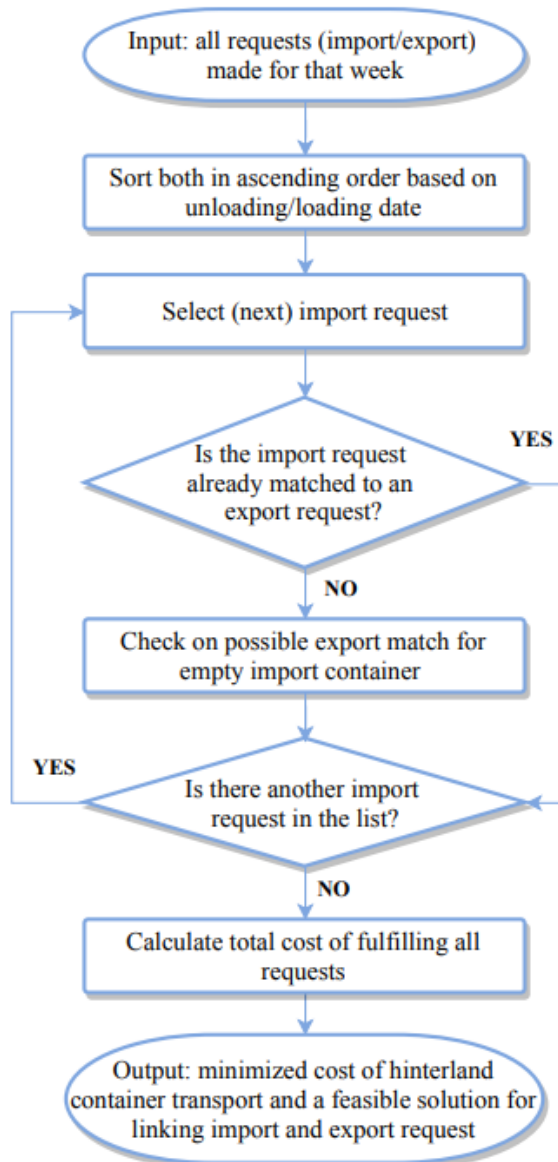 Input: all requests (import/export)
made for that week
Sort both in ascending order based on
unloading/loading date
Select (next) import request
YES
Is the import request
already matched to an
export request?
NO
Check on possible export match for
empty import container
YES
Is there another import
request in the list?
NO
Calculate total cost of fulfilling all
requests
Output: minimized cost of hinterland
container transport and a feasible solution for
linking import and export request